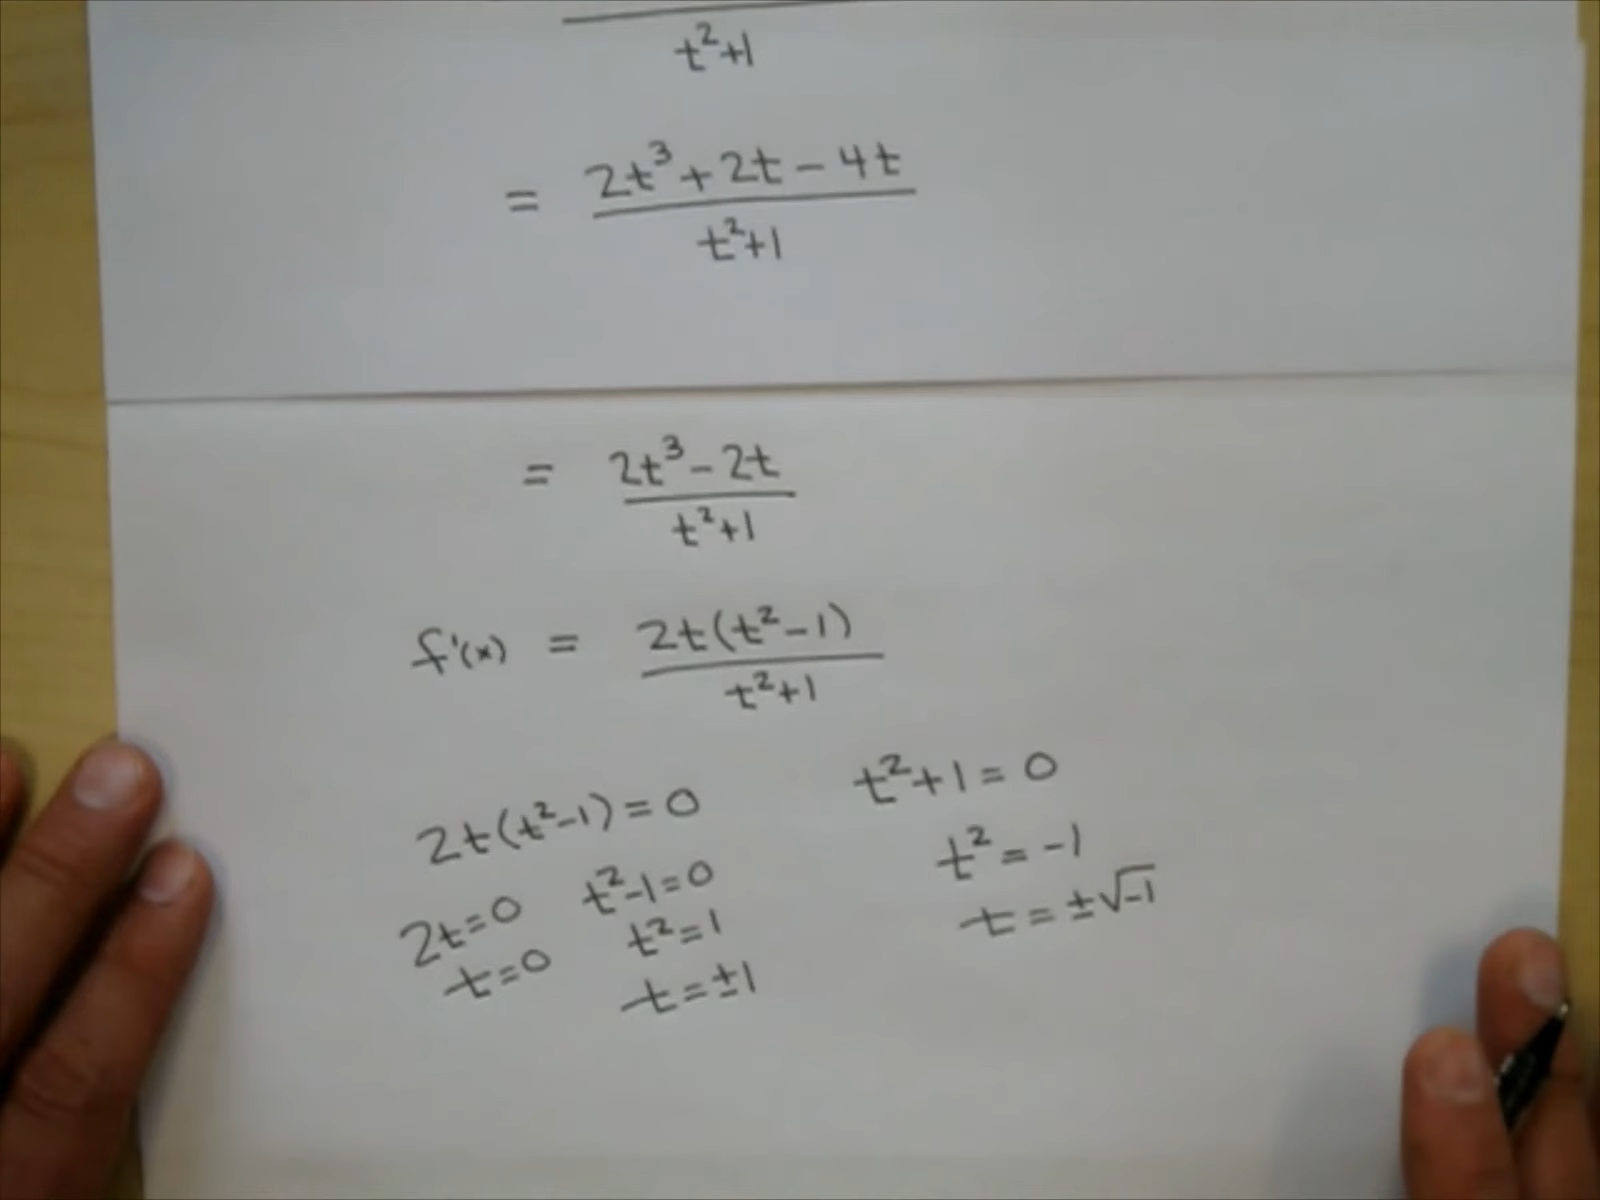 t²+1
= 2t³+2t-4t
t²+1
= 2t³-2t
t²+1
f'(x) = 2t(t²-1)
t²+1
2t(t²-1)=0
2t=0 t²-1=0
t=0 t²=1
t=±1
t²+1=0
t²=-1
t=±√-1